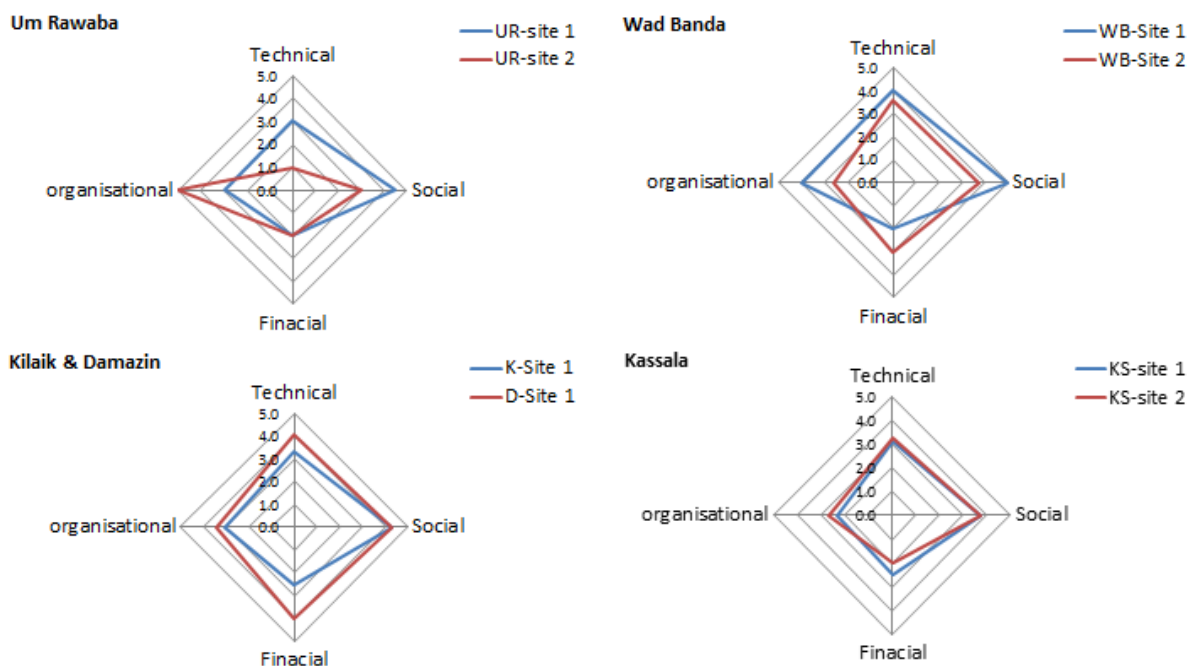 Um Rawaba
UR-site 1
UR-site 2
Technical
5.0
4.0
3.0
2.0
1.0
0.0
organisational
Social
Finacial
Wad Banda
WB-Site 1
WB-Site 2
Technical
5.0
4.0
3.0
2.0
1.0
0.0
organisational
Social
Finacial
Kilaik & Damazin
K-Site 1
D-Site 1
Technical
5.0
4.0
3.0
2.0
1.0
0.0
organisational
Social
Finacial
Kassala
KS-site 1
KS-site 2
Technical
5.0
4.0
3.0
2.0
1.0
0.0
organisational
Social
Finacial